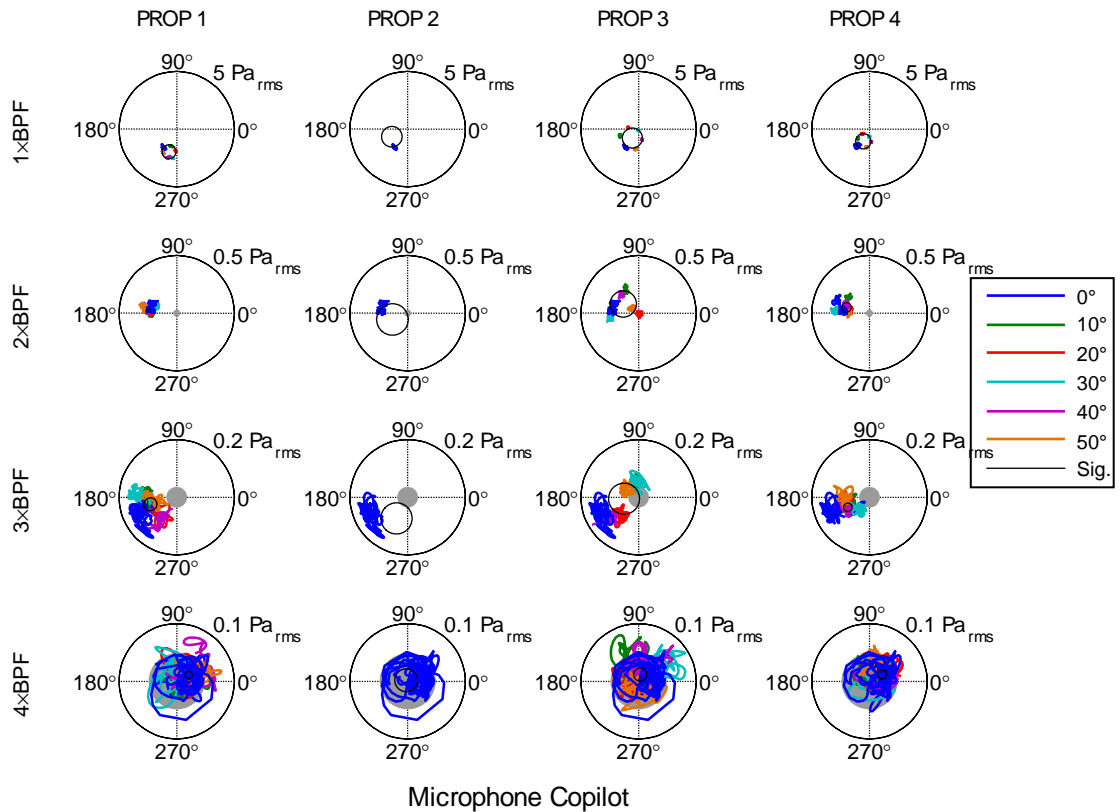 PROP 1 PROP 2 PROP 3 PROP 4
1×BPF
90° 5 Pa rms 90° 5 Pa rms 90° 5 Pa rms 90° 5 Pa rms
180° 0° 180° 0° 180° 0° 180° 0°
270° 270° 270° 270°
2×BPF
90° 0.5 Pa rms 90° 0.5 Pa rms 90° 0.5 Pa rms 90° 0.5 Pa rms
180° 0° 180° 0° 180° 0° 180° 0°
270° 270° 270° 270°
3×BPF
90° 0.2 Pa rms 90° 0.2 Pa rms 90° 0.2 Pa rms 90° 0.2 Pa rms
180° 0° 180° 0° 180° 0° 180° 0°
270° 270° 270° 270°
4×BPF
90° 0.1 Pa rms 90° 0.1 Pa rms 90° 0.1 Pa rms 90° 0.1 Pa rms
180° 0° 180° 0° 180° 0° 180° 0°
270° 270° 270° 270°
0°
10°
20°
30°
40°
50°
Sig.
Microphone Copilot